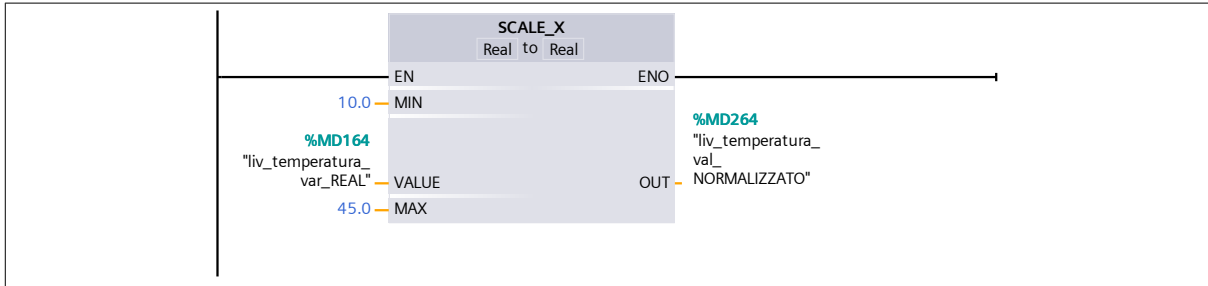 SCALE_X
Real to Real
EN ENO
10.0 MIN
%MD164
"liv_temperatura_
var_REAL" VALUE
45.0 MAX
%MD264
"liv_temperatura_
val_
OUT NORMALIZZATO"